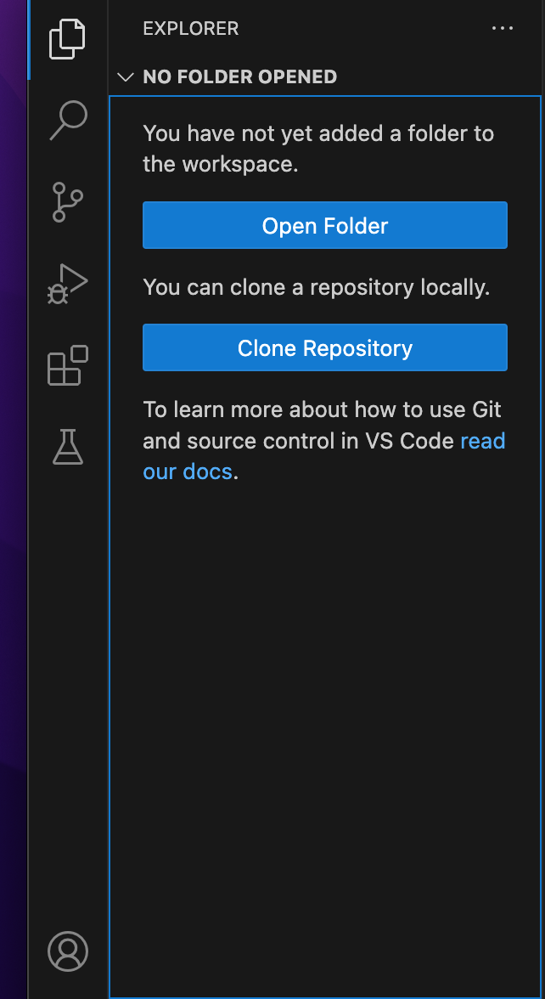 EXPLORER
NO FOLDER OPENED
You have not yet added a folder to
the workspace.
Open Folder
You can clone a repository locally.
Clone Repository
To learn more about how to use Git
and source control in VS Code read
our docs.